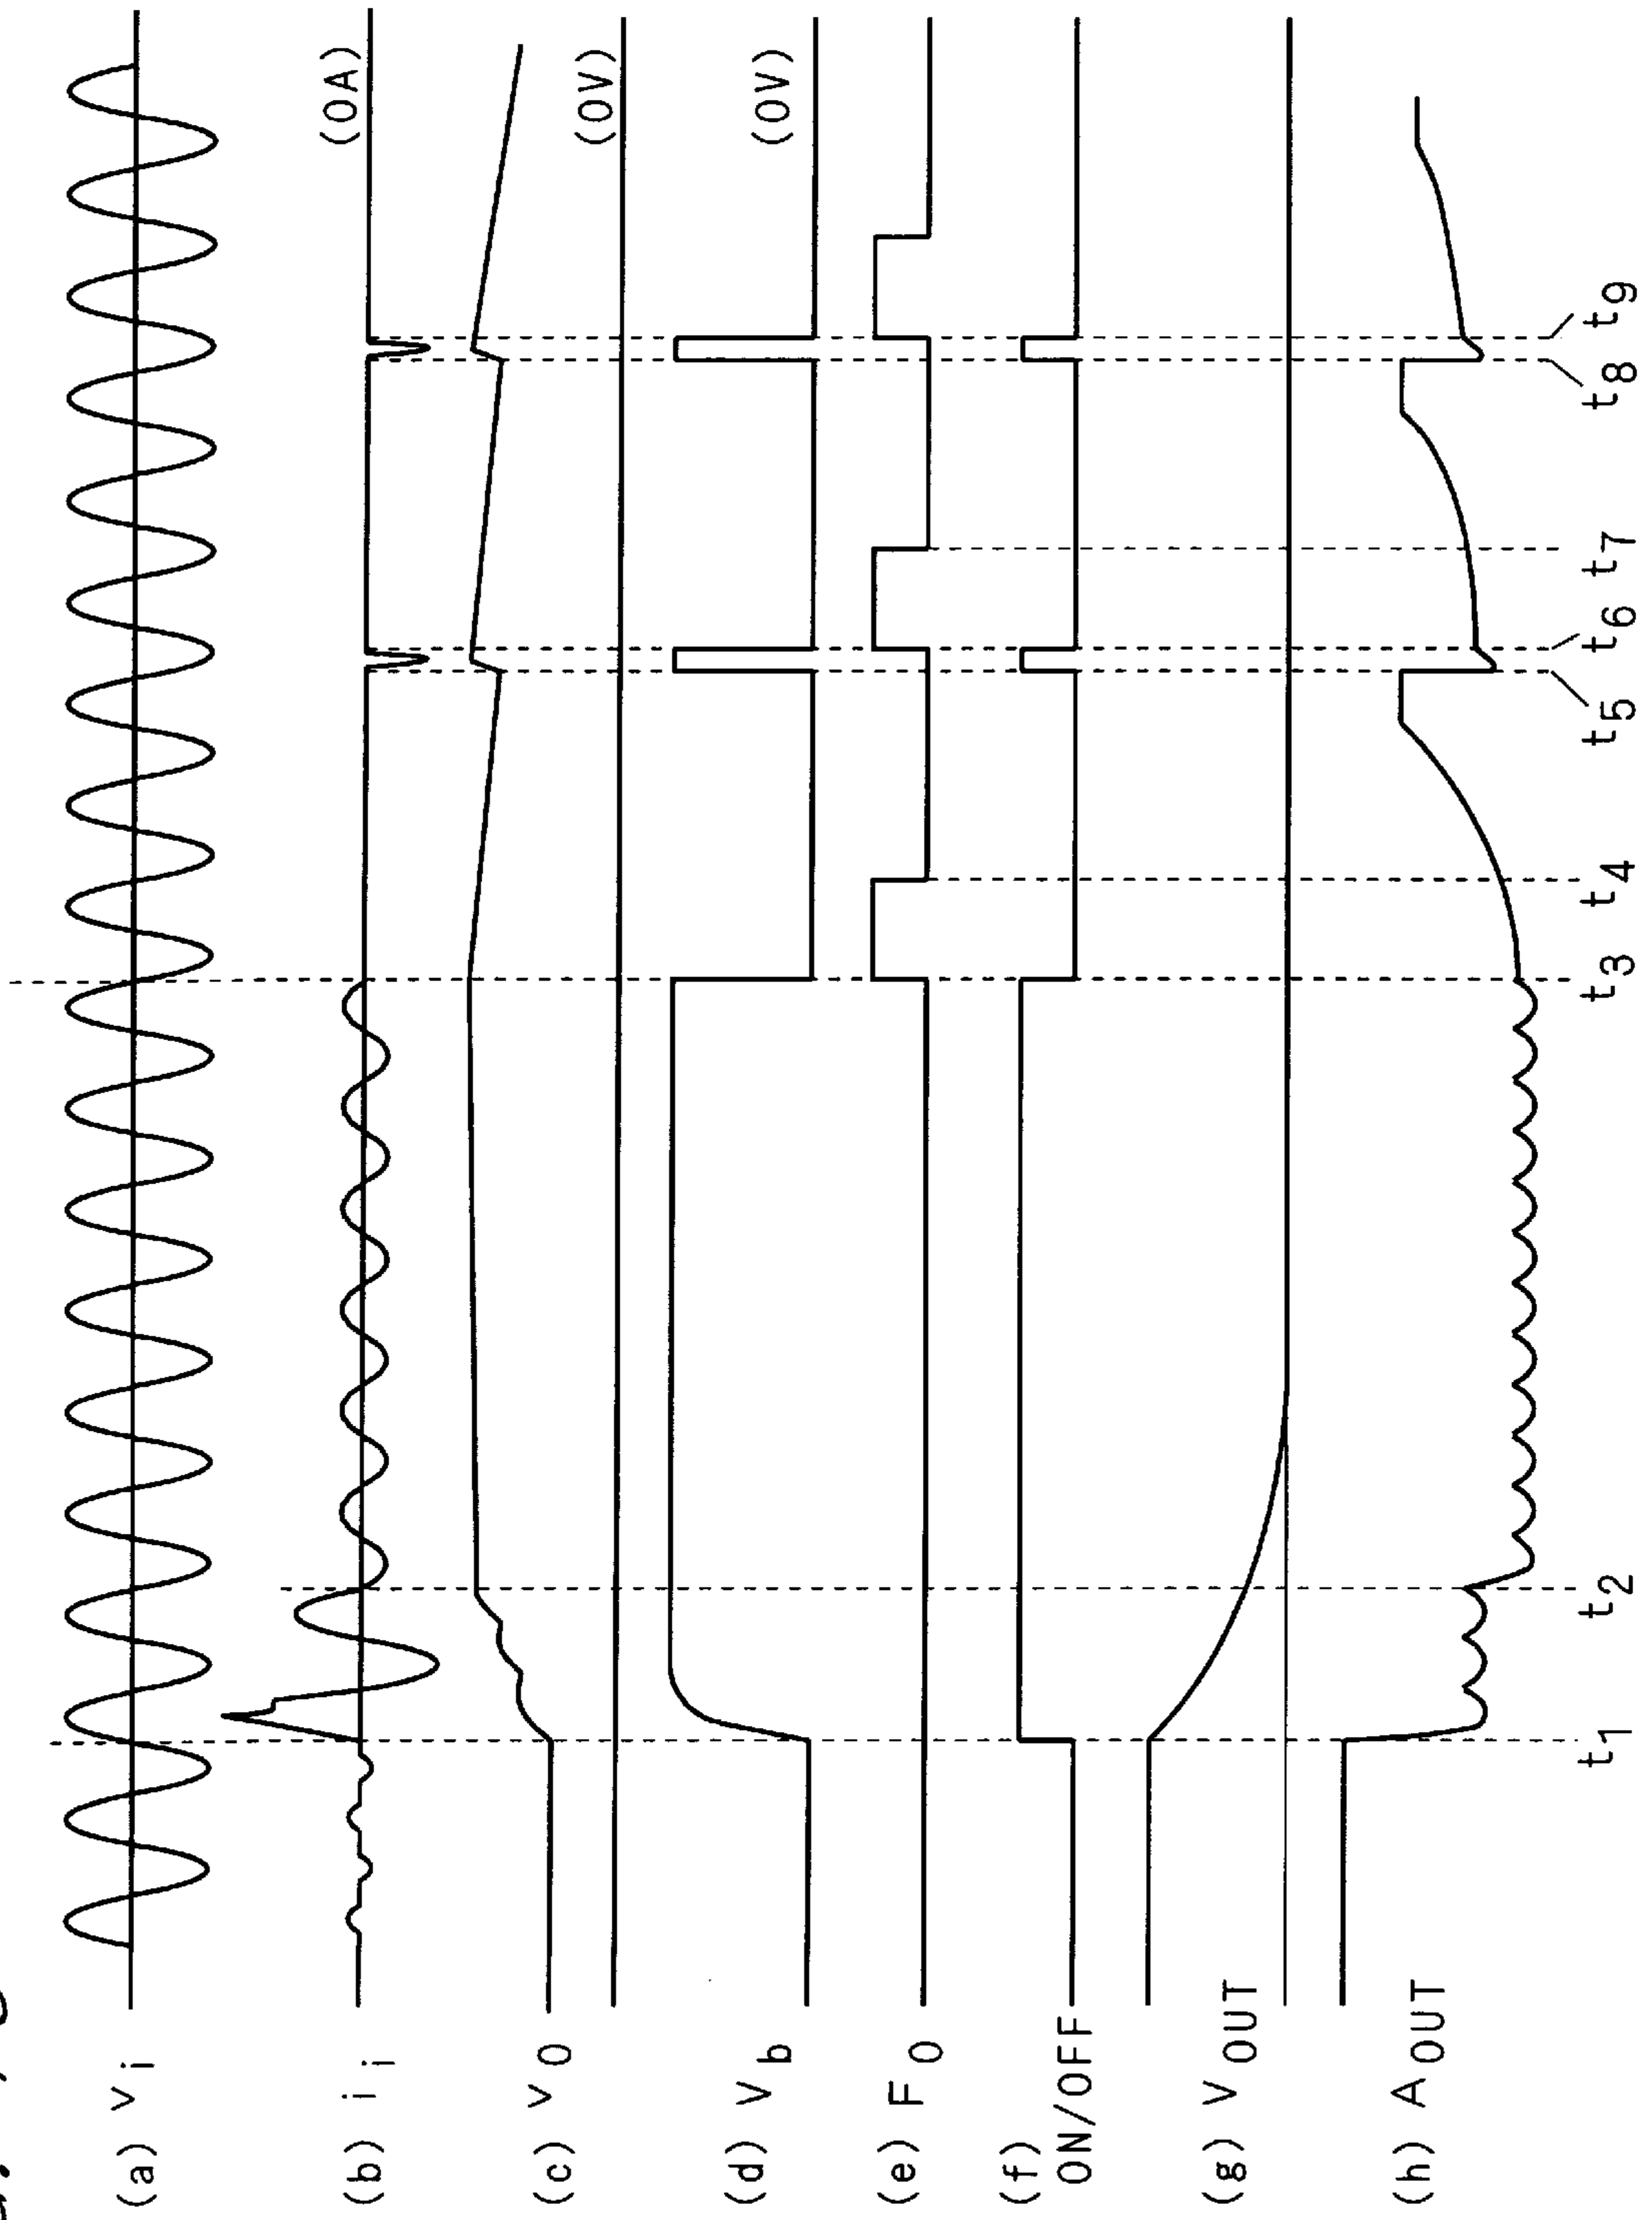 (a) vi
(b) ii
(0A)
(c) v0
(0V)
(d) Vb
(0V)
(e) F0
(f)
ON/OFF
(g) VOUT
(h) AOUT
t1 t2 t3 t4 t5 t6 t7 t8 t9